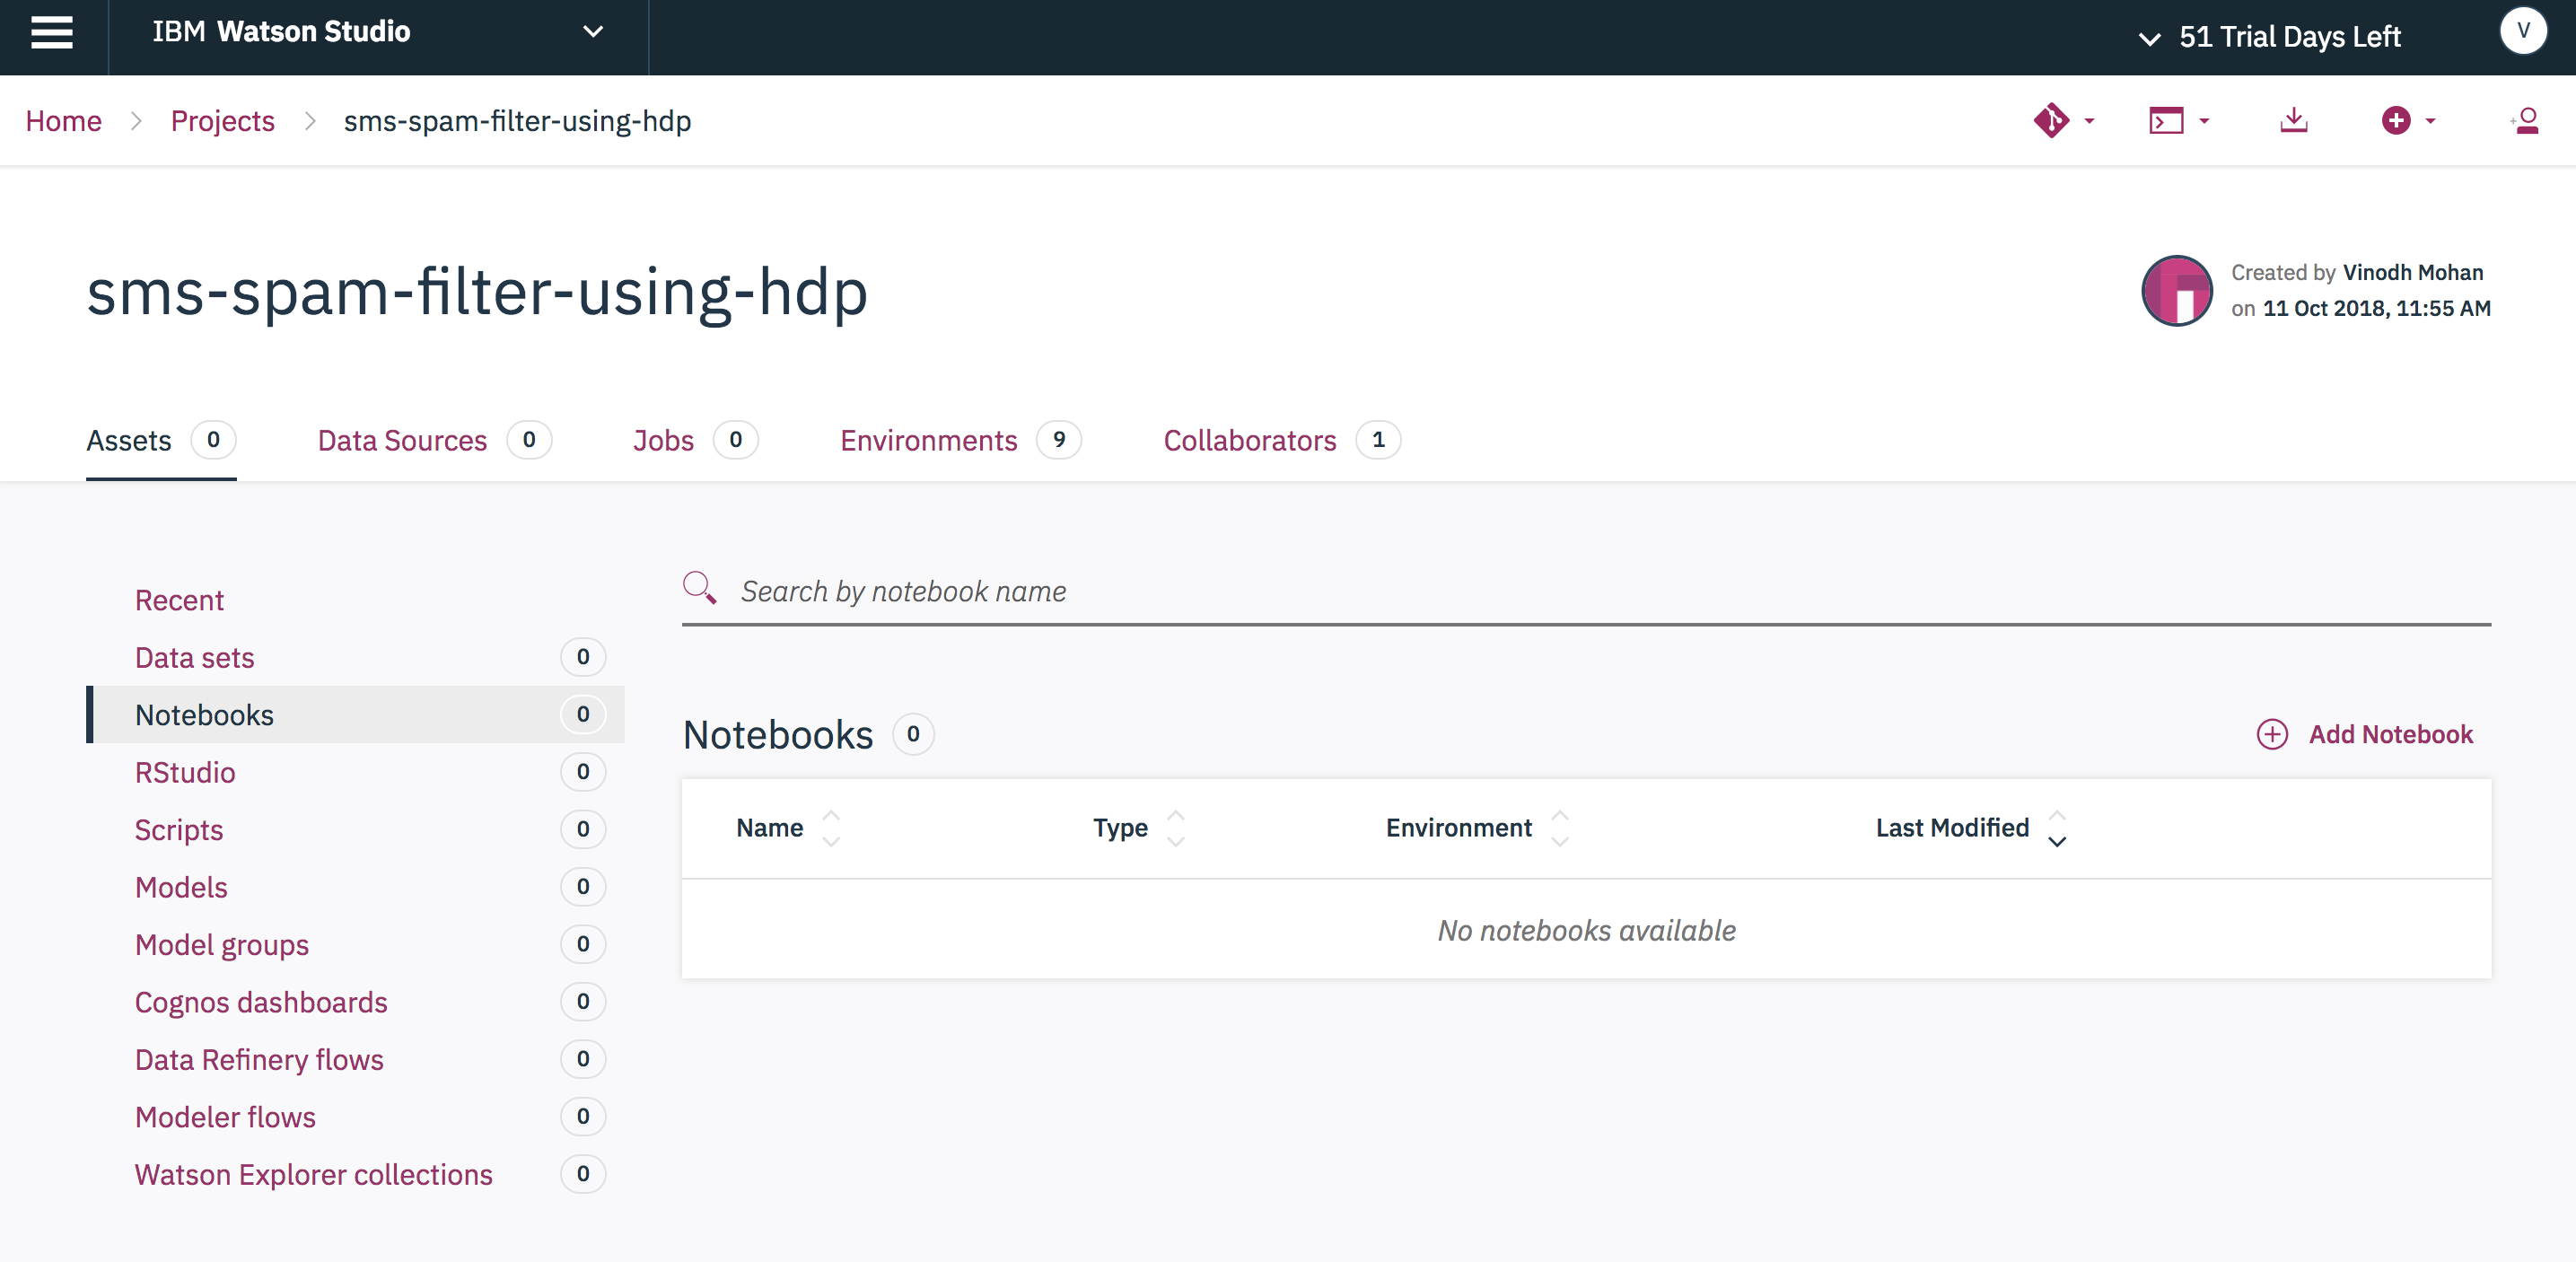 IBM Watson Studio
51 Trial Days Left
V
Home > Projects > sms-spam-filter-using-hdp
sms-spam-filter-using-hdp
Created by Vinodh Mohan
on 11 Oct 2018, 11:55 AM
Assets 0 Data Sources 0 Jobs 0 Environments 9 Collaborators 1
Recent
Data sets 0
Notebooks 0
RStudio 0
Scripts 0
Models 0
Model groups 0
Cognos dashboards 0
Data Refinery flows 0
Modeler flows 0
Watson Explorer collections 0
Search by notebook name
Notebooks 0
Add Notebook
Name Type Environment Last Modified
No notebooks available